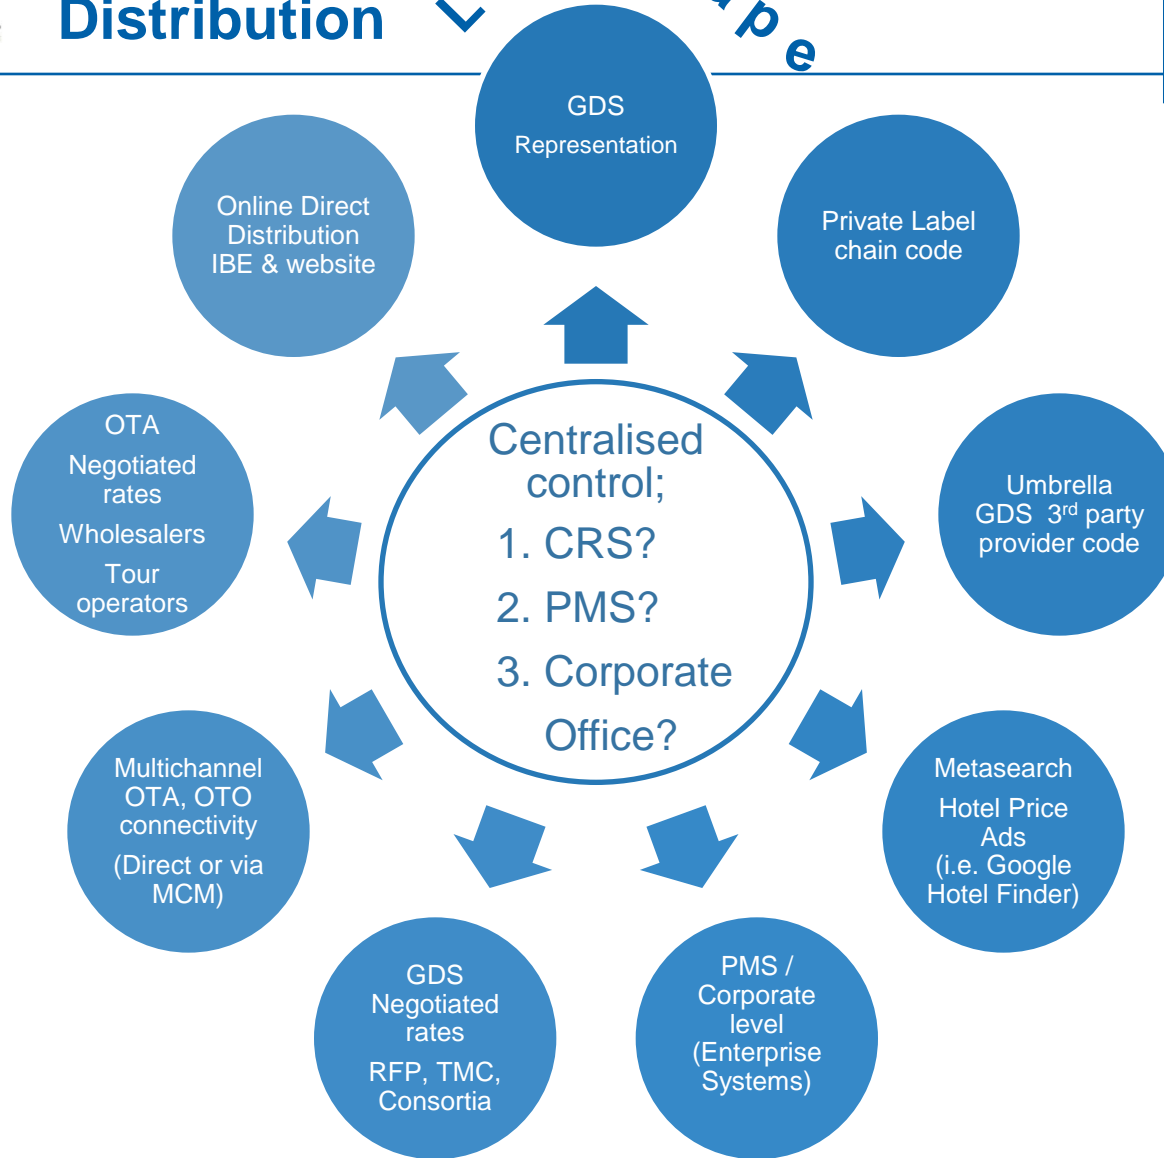 Distribution
GDS
Representation
Online Direct
Distribution
IBE & website
Private Label
chain code
OTA
Negotiated
rates
Wholesalers
Tour
operators
Centralised
control;
1. CRS?
2. PMS?
3. Corporate
Office?
Umbrella
GDS 3rd party
provider code
Multichannel
OTA, OTO
connectivity
(Direct or via
MCM)
Metasearch
Hotel Price
Ads
(i.e. Google
Hotel Finder)
GDS
Negotiated
rates
RFP, TMC,
Consortia
PMS /
Corporate
level
(Enterprise
Systems)